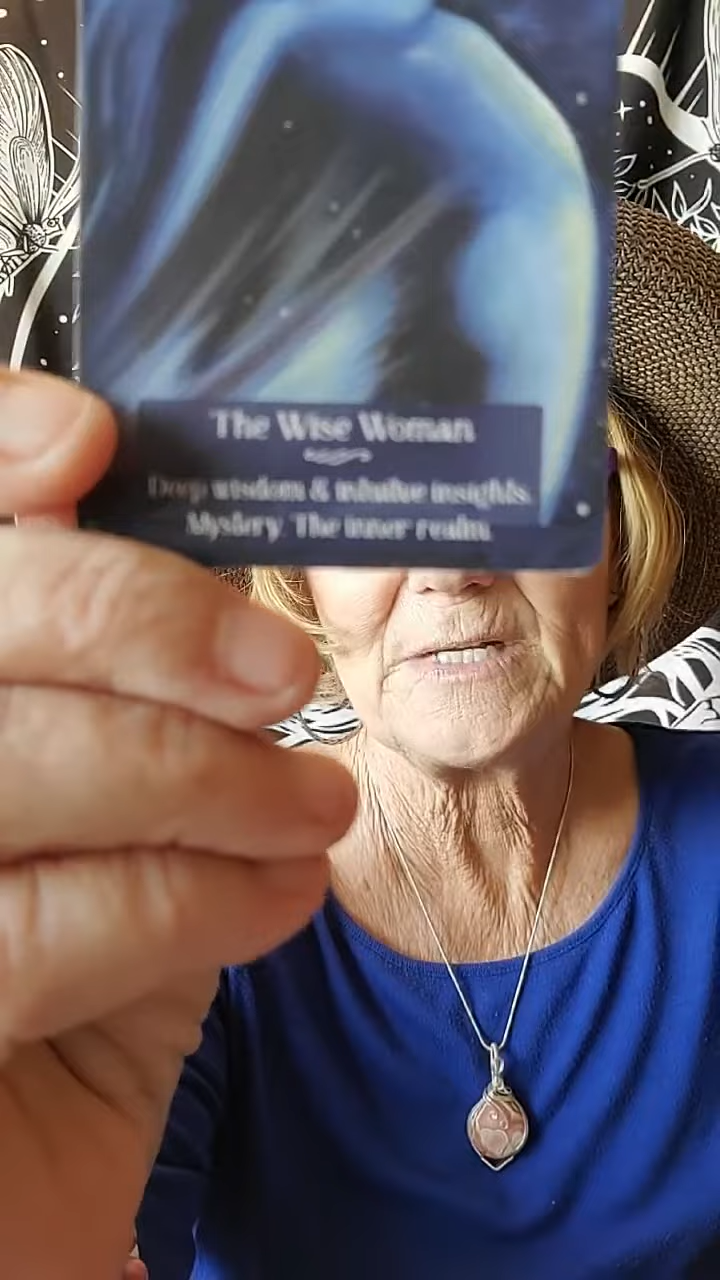 The Wise Woman
Deep wisdom & intuitive insights.
Mystery. The inner realm.